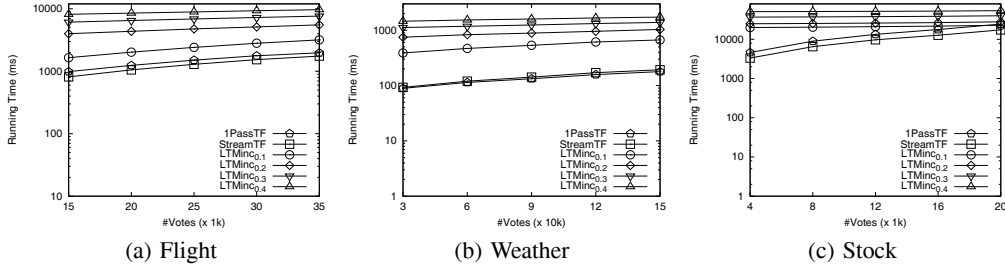 Running Time (ms)
10000
1000
100
10
1PassTF
StreamTF
LTMinc0.1
LTMinc0.2
LTMinc0.3
LTMinc0.4
15 20 25 30 35
#Votes (x 1k)
(a) Flight
Running Time (ms)
1000
100
10
1
1PassTF
StreamTF
LTMinc0.1
LTMinc0.2
LTMinc0.3
LTMinc0.4
3 6 9 12 15
#Votes (x 10k)
(b) Weather
Running Time (ms)
10000
1000
100
10
1
1PassTF
StreamTF
LTMinc0.1
LTMinc0.2
LTMinc0.3
LTMinc0.4
4 8 12 16 20
#Votes (x 1k)
(c) Stock